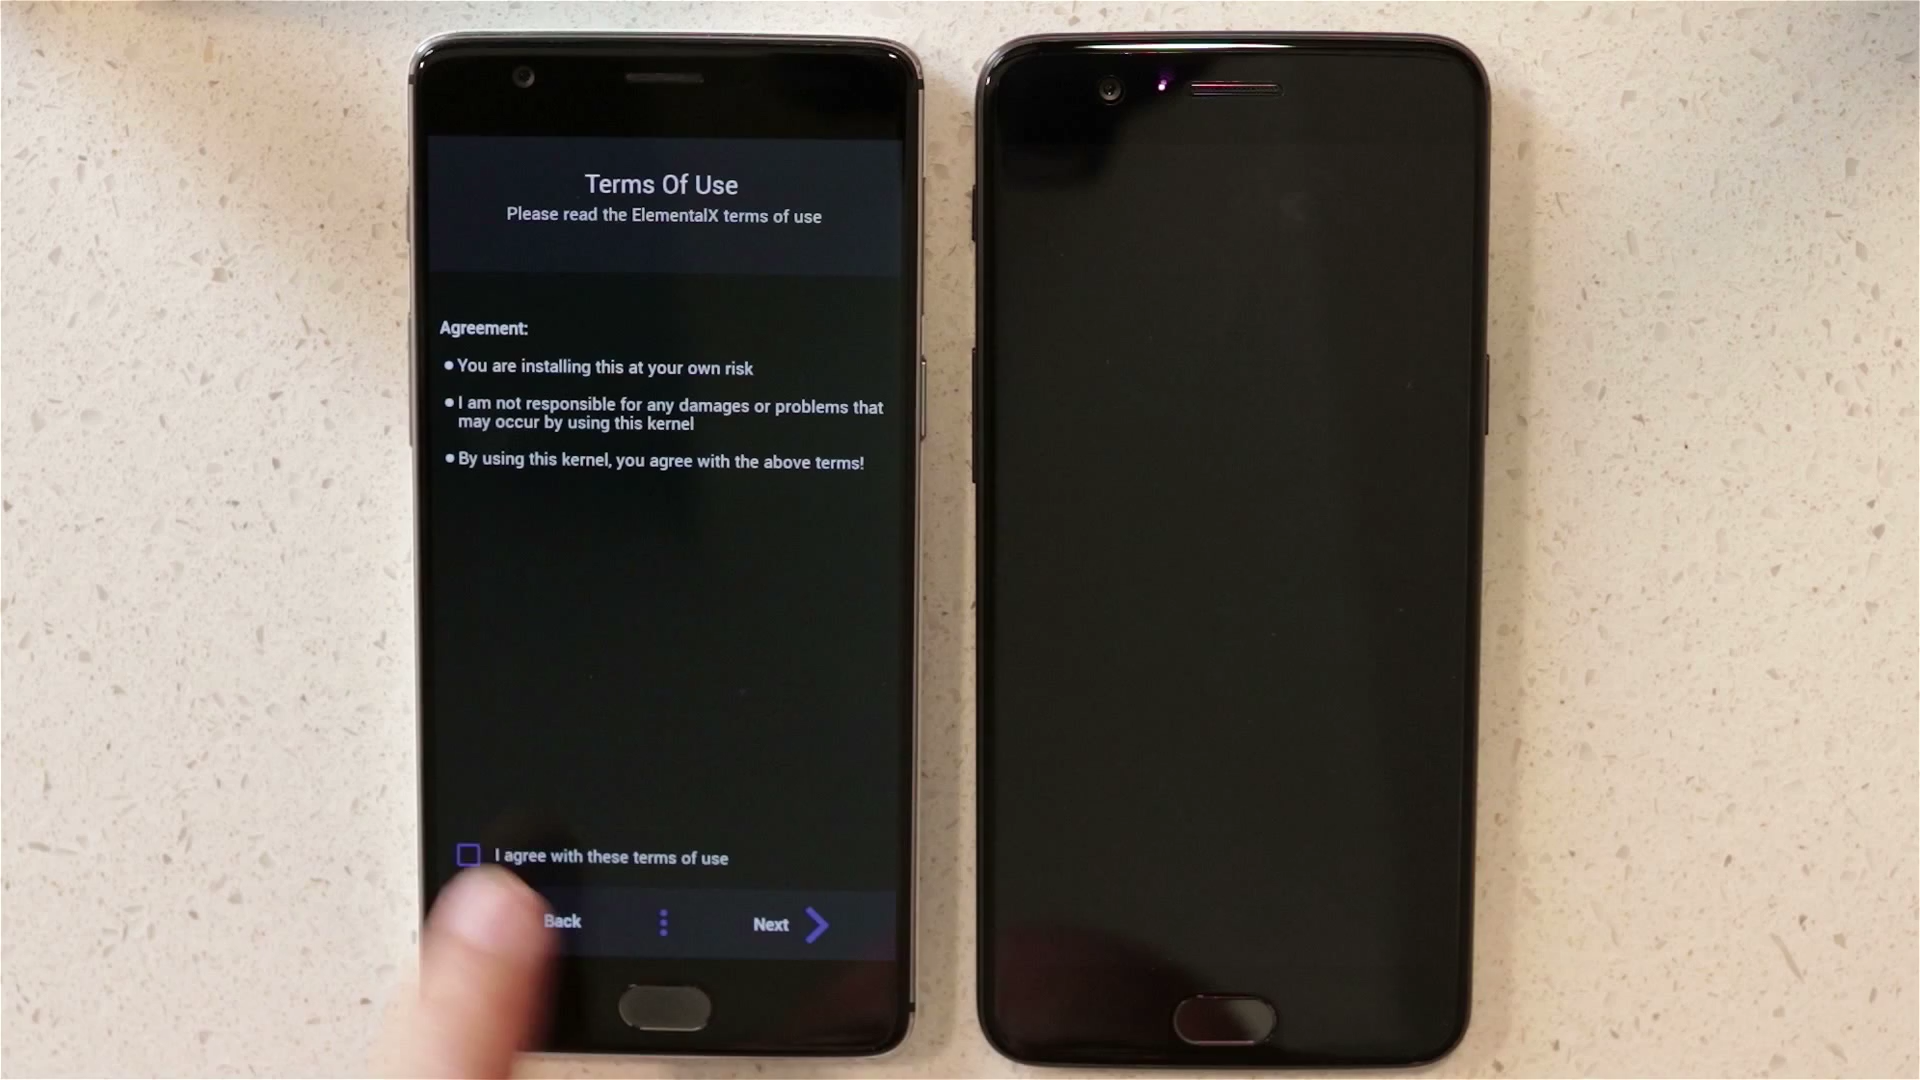 Terms Of Use
Please read the ElementalX terms of use
Agreement:
• You are installing this at your own risk
• I am not responsible for any damages or problems that
may occur by using this kernel
• By using this kernel, you agree with the above terms!
I agree with these terms of use
Back
Next